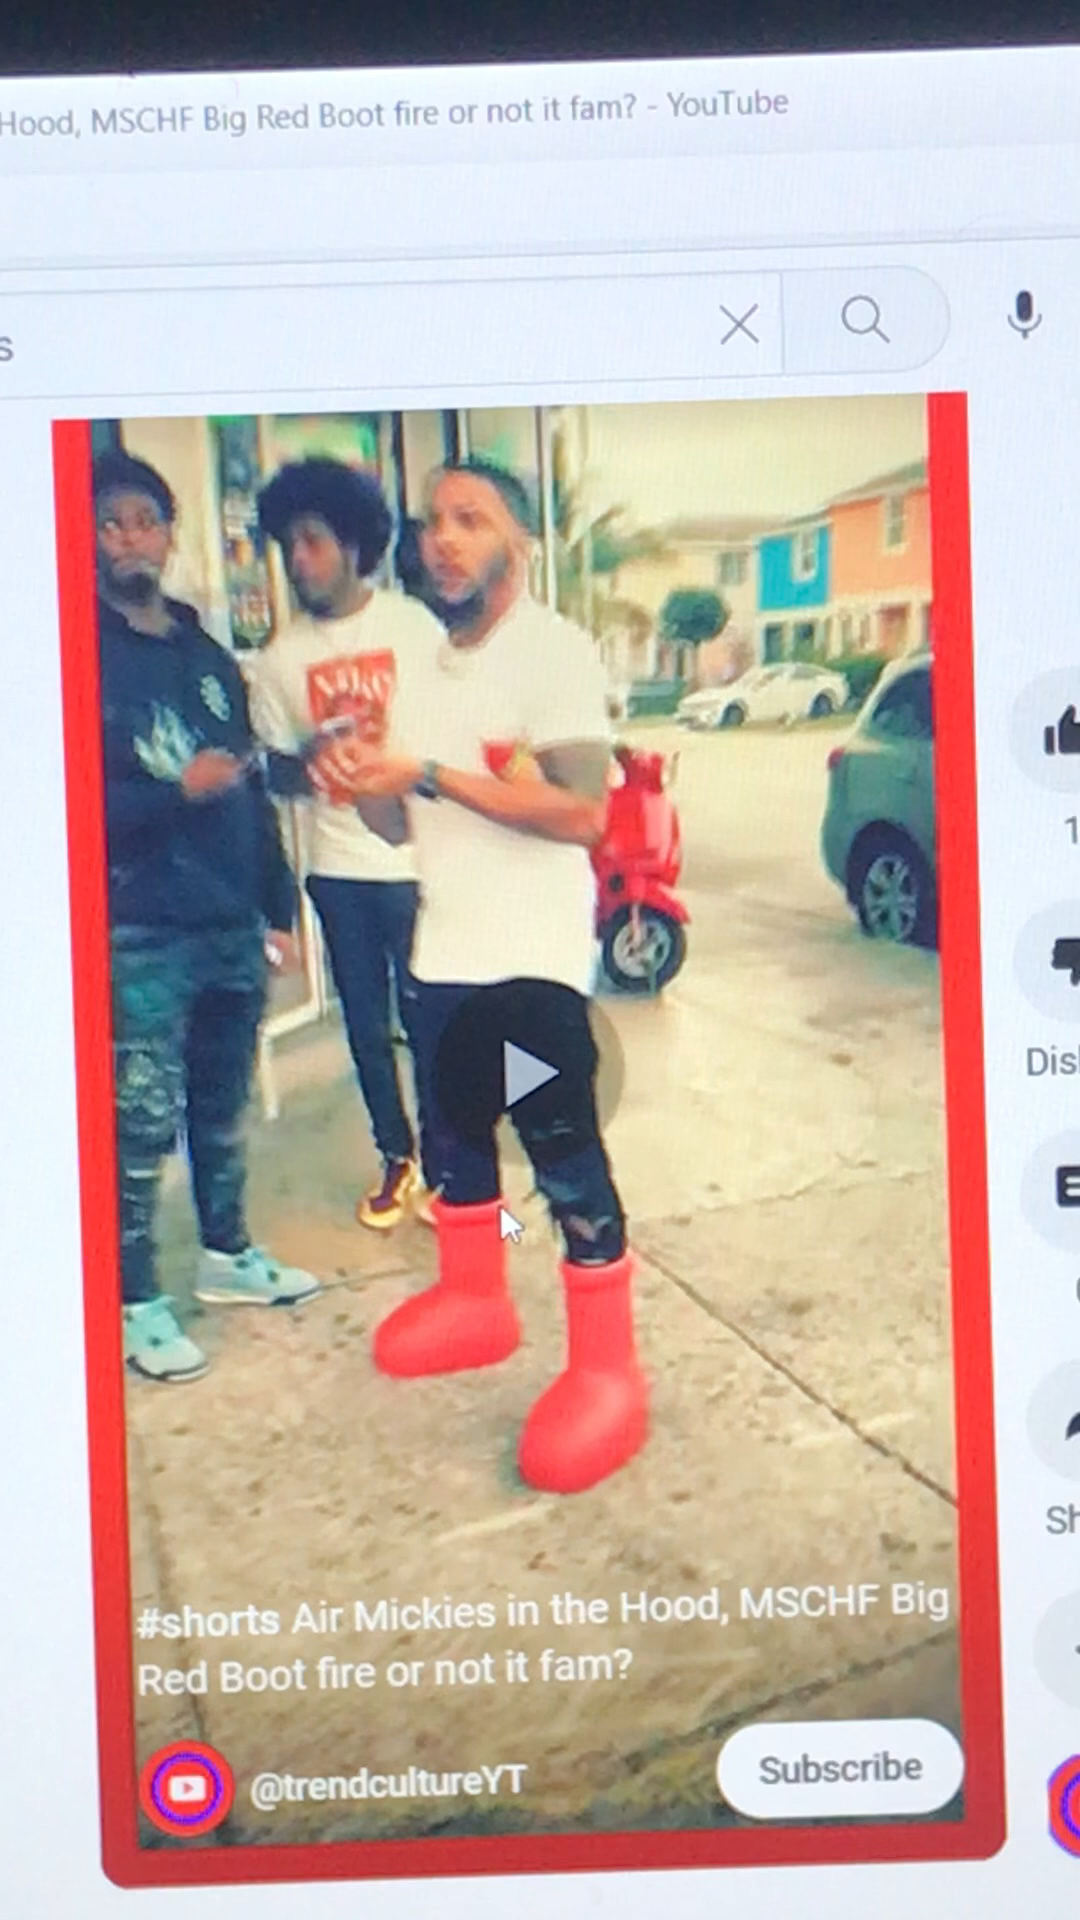 Hood, MSCHF Big Red Boot fire or not it fam? - YouTube
s
1
Dis
#shorts Air Mickies in the Hood, MSCHF Big
Red Boot fire or not it fam?
Sh
@trendcultureYT
Subscribe